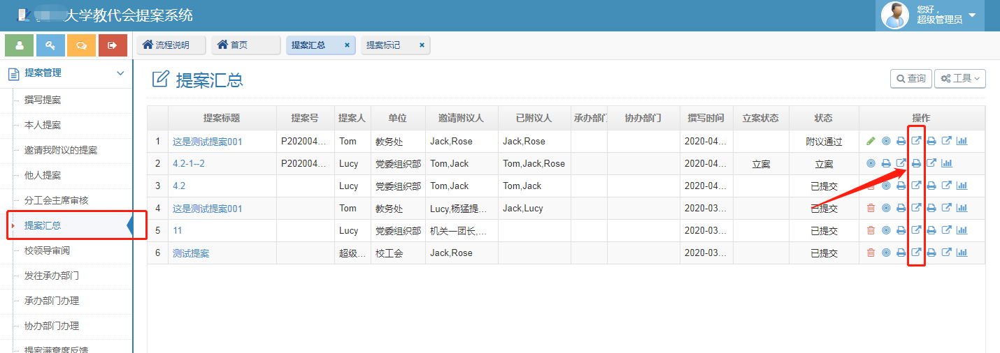 大学教代会提案系统
您好，
超级管理员
流程说明
首页
提案汇总 ×
提案标记 ×
提案管理
撰写提案
本人提案
邀请我附议的提案
他人提案
分工会主席审核
提案汇总
校领导审阅
发往承办部门
承办部门办理
协办部门办理
提案满意度反馈
提案汇总
查询
工具
提案标题 提案号 提案人 单位 邀请附议人 已附议人 承办部门 协办部门 撰写时间 立案状态 状态 操作
1 这是测试提案001 P202004... Tom 教务处 Jack,Rose Jack,Rose 2020-04... 附议通过
2 4.2-1--2 P202004... Lucy 党委组织部 Tom,Jack Tom,Jack,Rose 2020-04... 立案 立案
3 4.2 Lucy 党委组织部 Tom,Jack Tom,Jack 2020-04... 已提交
4 这是测试提案001 Tom 教务处 Lucy,杨猛提... Jack,Lucy 2020-03... 已提交
5 11 Lucy 党委组织部 机关一团长,... 2020-03... 已提交
6 测试提案 超级... 校工会 Jack,Rose 2020-03... 已提交